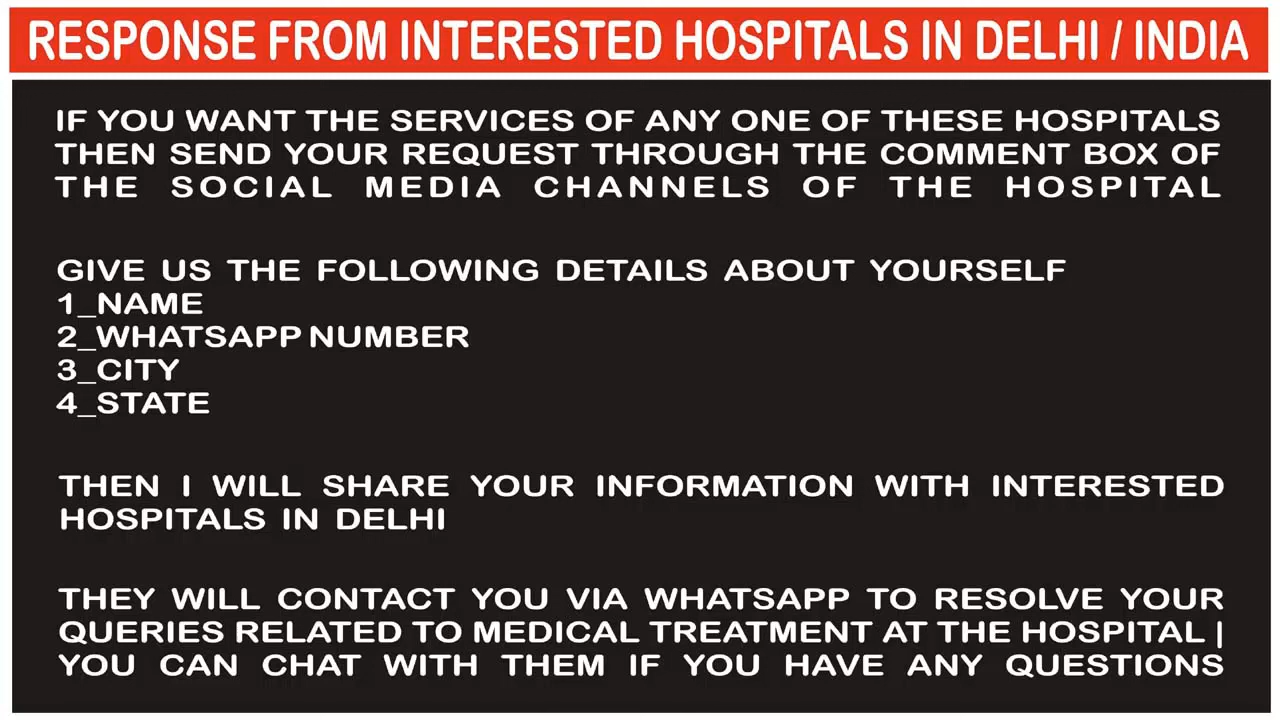 RESPONSE FROM INTERESTED HOSPITALS IN DELHI / INDIA
IF YOU WANT THE SERVICES OF ANY ONE OF THESE HOSPITALS
THEN SEND YOUR REQUEST THROUGH THE COMMENT BOX OF
THE SOCIAL MEDIA CHANNELS OF THE HOSPITAL
GIVE US THE FOLLOWING DETAILS ABOUT YOURSELF
1_NAME
2_WHATSAPP NUMBER
3_CITY
4_STATE
THEN I WILL SHARE YOUR INFORMATION WITH INTERESTED
HOSPITALS IN DELHI
THEY WILL CONTACT YOU VIA WHATSAPP TO RESOLVE YOUR
QUERIES RELATED TO MEDICAL TREATMENT AT THE HOSPITAL |
YOU CAN CHAT WITH THEM IF YOU HAVE ANY QUESTIONS